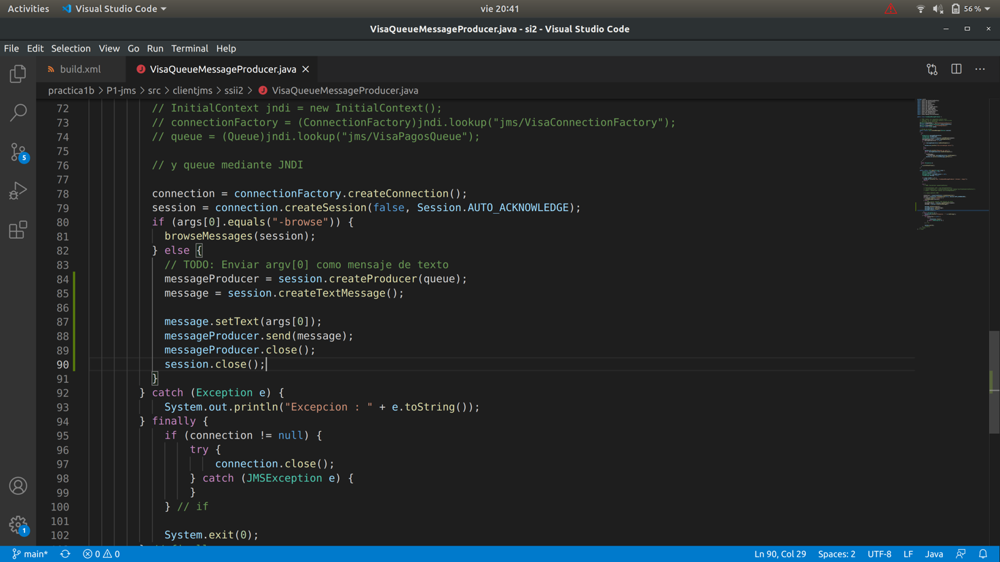 Activities Visual Studio Code vie 20:41 56 %
VisaQueueMessageProducer.java - si2 - Visual Studio Code
File Edit Selection View Go Run Terminal Help
build.xml VisaQueueMessageProducer.java
practica1b > P1-jms > src > clientjms > ssii2 > VisaQueueMessageProducer.java
72 // InitialContext jndi = new InitialContext();
73 // connectionFactory = (ConnectionFactory)jndi.lookup("jms/VisaConnectionFactory");
74 // queue = (Queue)jndi.lookup("jms/VisaPagosQueue");
75
76 // y queue mediante JNDI
77
78 connection = connectionFactory.createConnection();
79 session = connection.createSession(false, Session.AUTO_ACKNOWLEDGE);
80 if (args[0].equals("-browse")) {
81 browseMessages(session);
82 } else {
83 // TODO: Enviar argv[0] como mensaje de texto
84 messageProducer = session.createProducer(queue);
85 message = session.createTextMessage();
86
87 message.setText(args[0]);
88 messageProducer.send(message);
89 messageProducer.close();
90 session.close();
91 }
92 } catch (Exception e) {
93 System.out.println("Excepcion : " + e.toString());
94 } finally {
95 if (connection != null) {
96 try {
97 connection.close();
98 } catch (JMSException e) {
99 }
100 } // if
101
102 System.exit(0);
5
1
main* 0 0 Ln 90, Col 29 Spaces: 2 UTF-8 LF Java